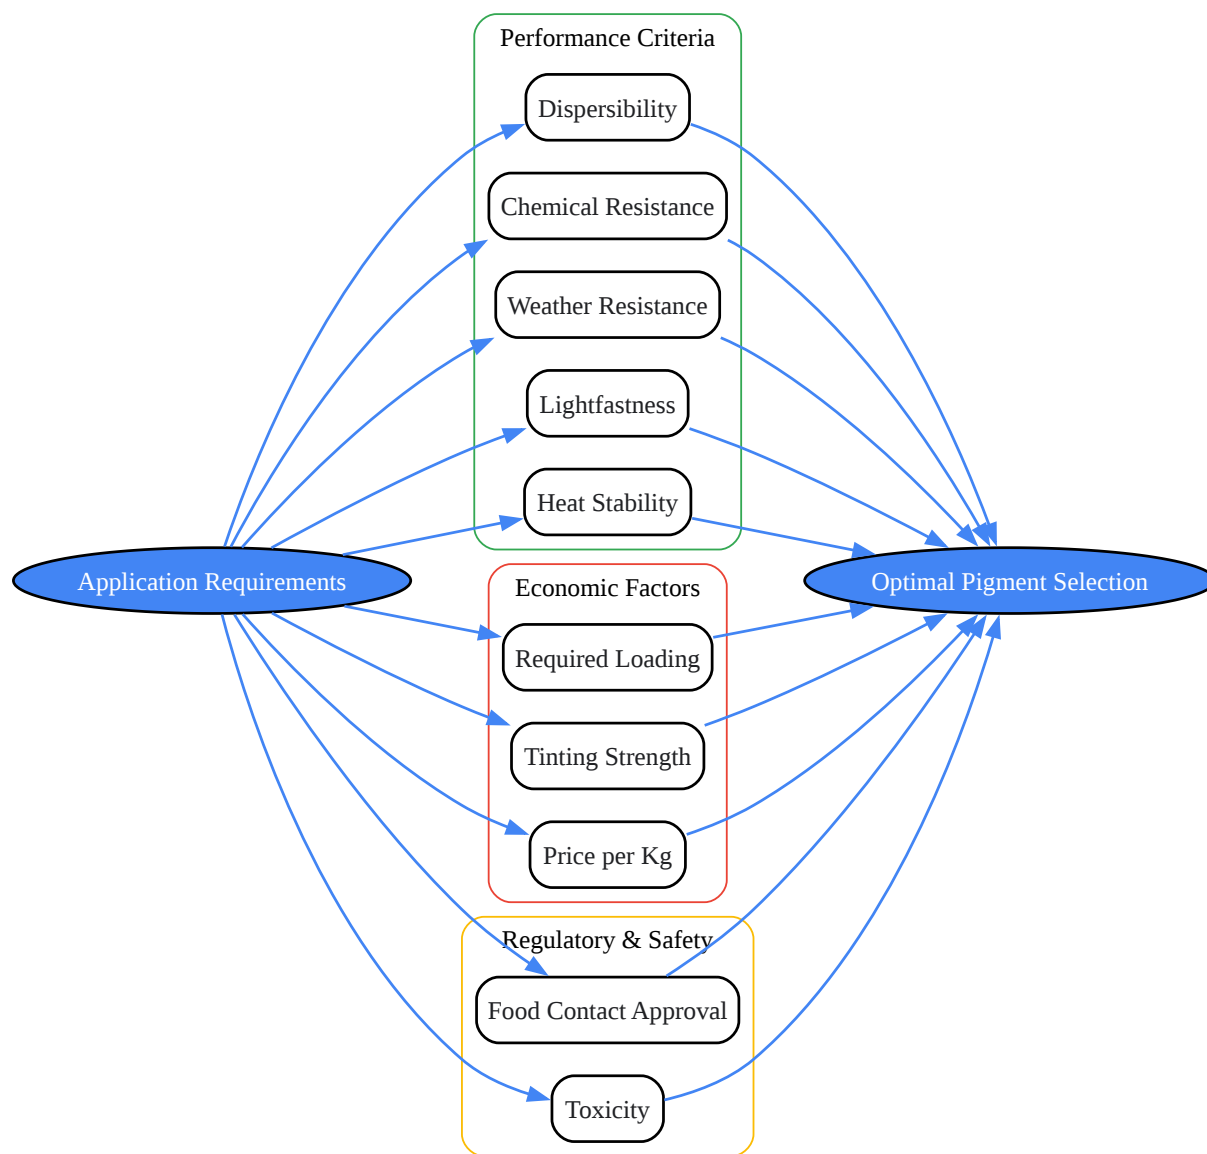 Performance Criteria
Dispersibility
Chemical Resistance
Weather Resistance
Lightfastness
Heat Stability
Application Requirements
Optimal Pigment Selection
Economic Factors
Required Loading
Tinting Strength
Price per Kg
Regulatory & Safety
Food Contact Approval
Toxicity